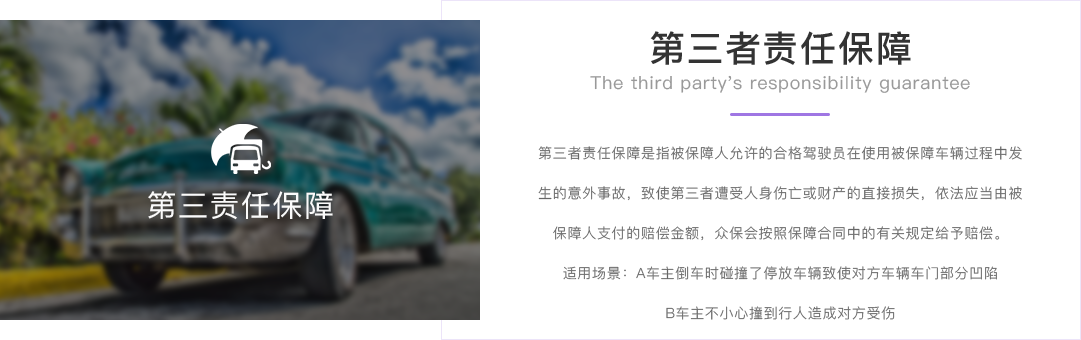 第三责任保障
第三者责任保障
The third party's responsibility guarantee
第三者责任保障是指被保障人允许的合格驾驶员在使用被保障车辆过程中发
生的意外事故，致使第三者遭受人身伤亡或财产的直接损失，依法应当由被
保障人支付的赔偿金额，众保会按照保障合同中的有关规定给予赔偿。
适用场景：A车主倒车时碰撞了停放车辆致使对方车辆车门部分凹陷
B车主不小心撞到行人造成对方受伤